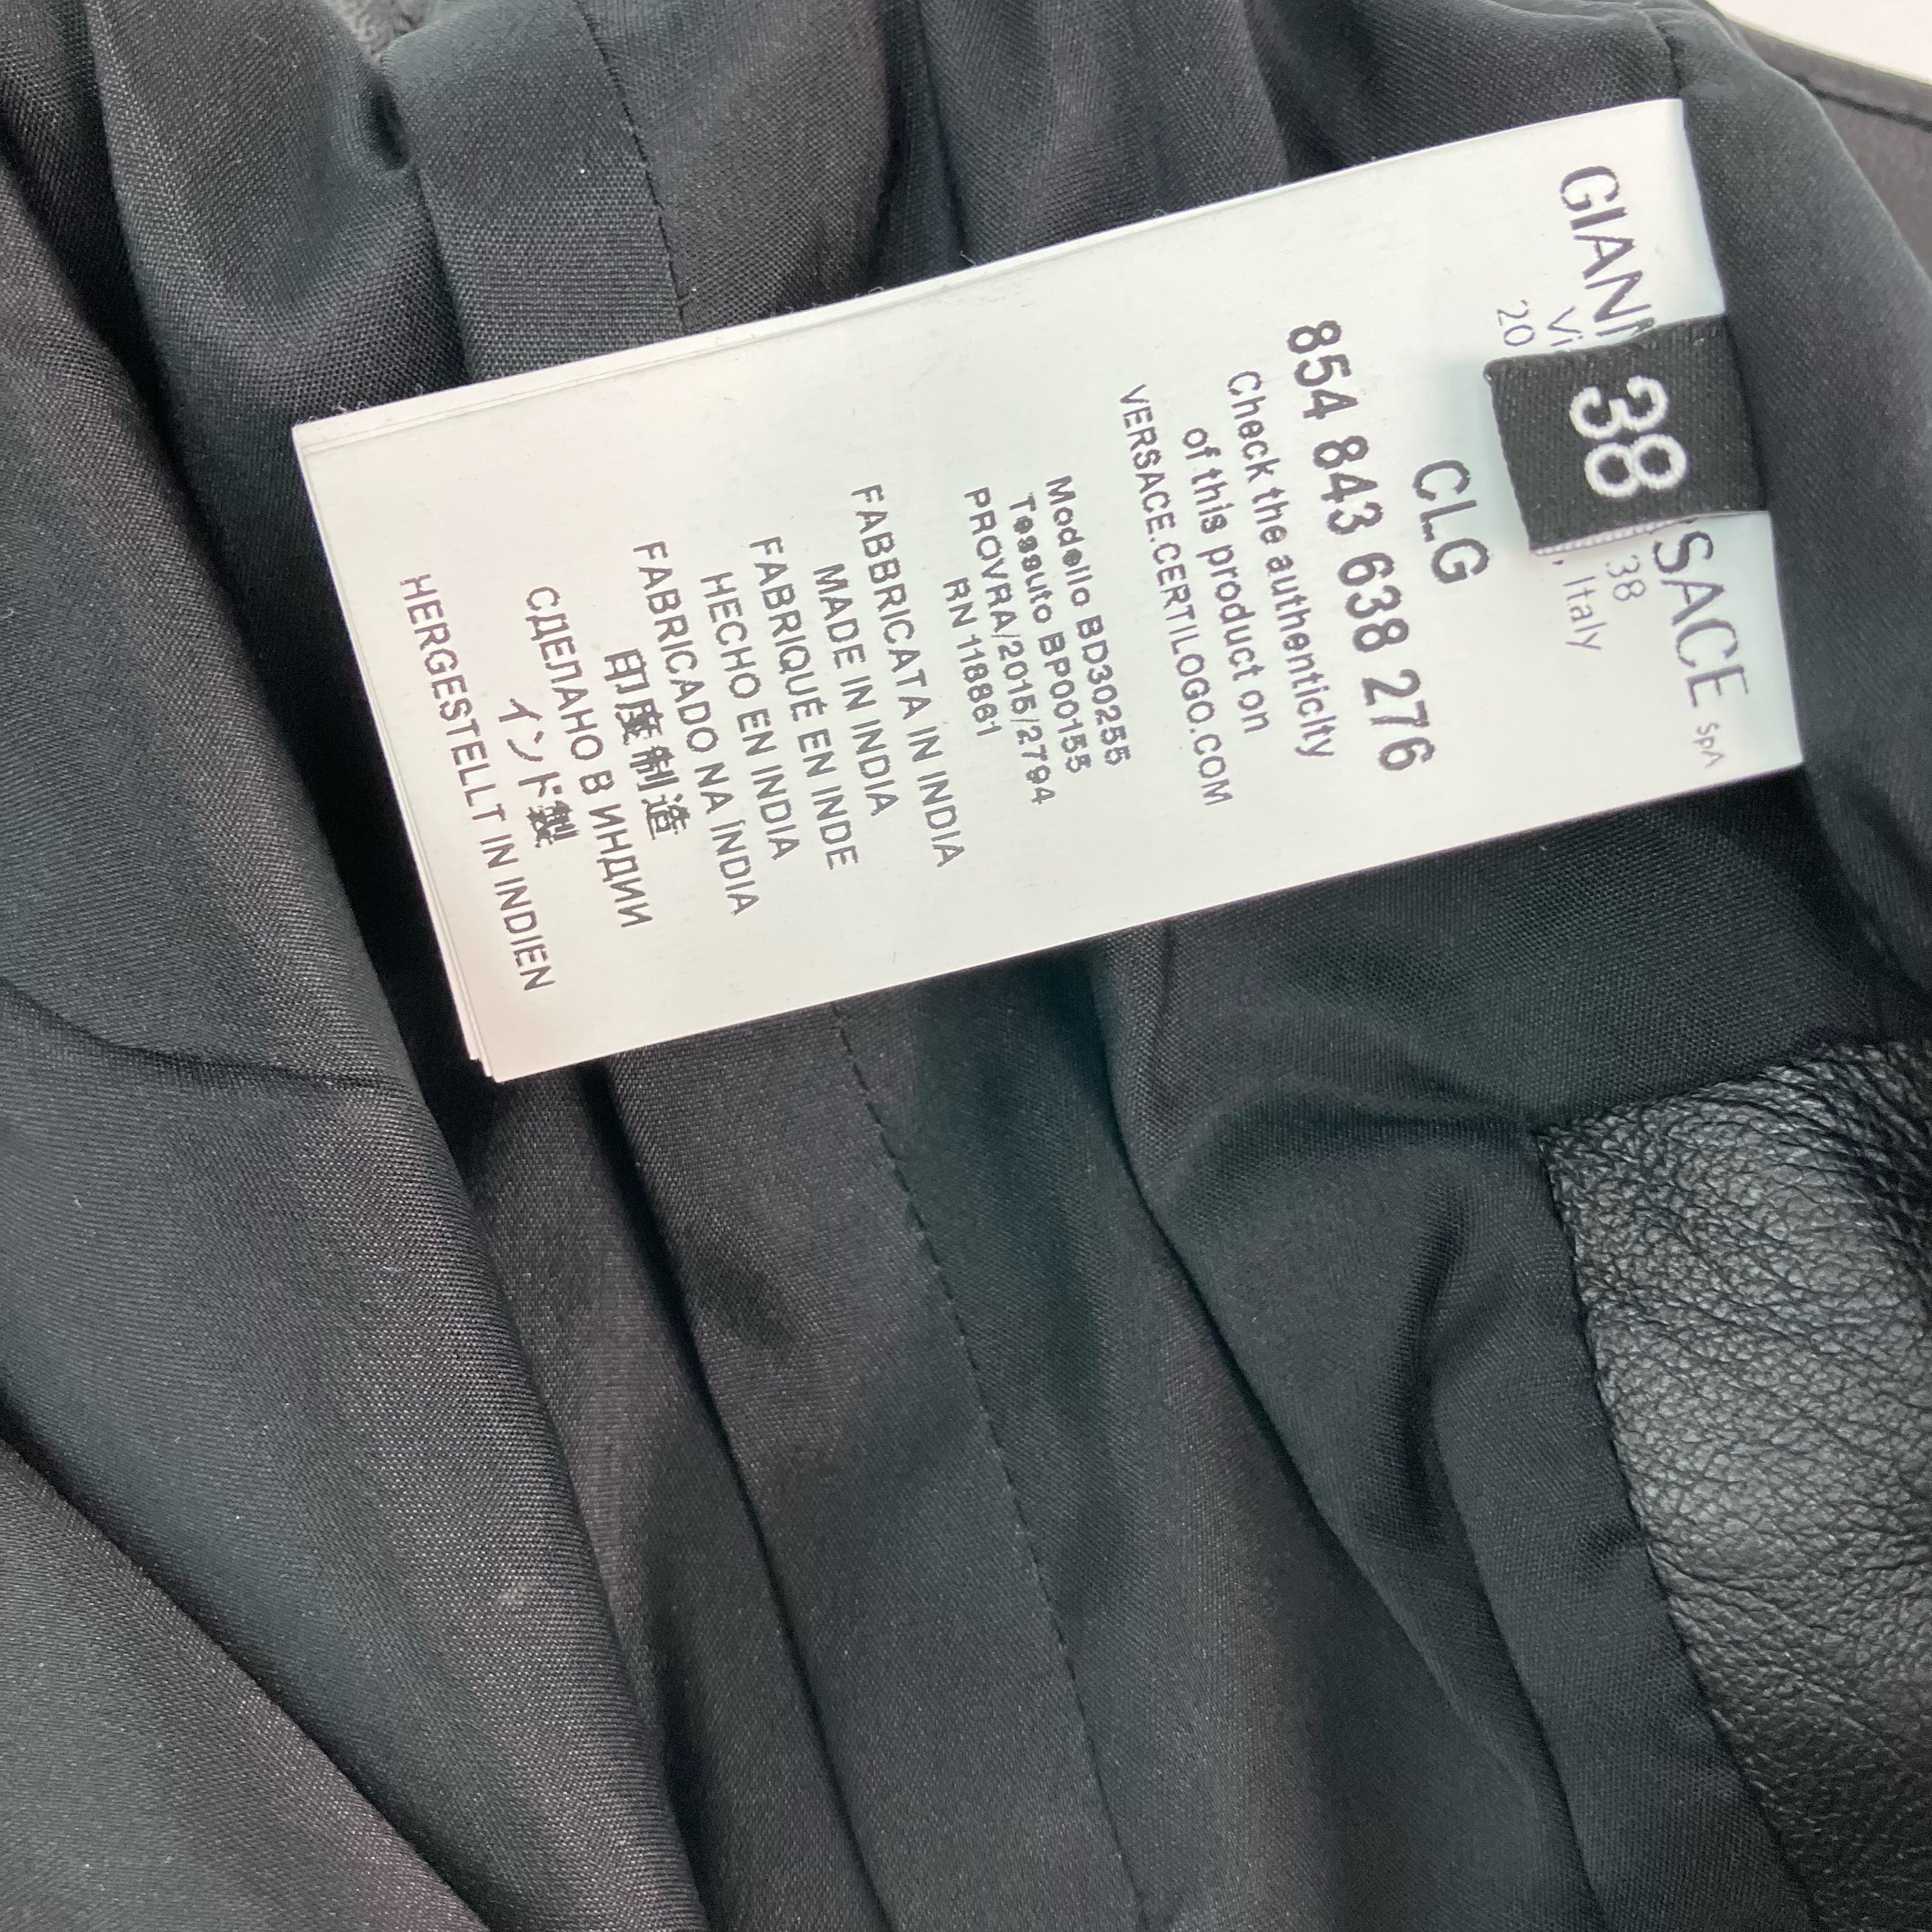 38
SACE SpA
38
20
, Italy
CLG
854 843 638 276
Check the authenticity
of this product on
VERSACE.CERTILOGO.COM
Modello BD30255
Tessuto BP00155
PROVRA/2015/2794
RN 118861
FABBRICATA IN INDIA
MADE IN INDIA
FABRIQUÉ EN INDE
HECHO EN INDIA
FABRICADO NA ÍNDIA
印度制造
СДЕЛАНО В ИНДИИ
インド製
HERGESTELLT IN INDIEN